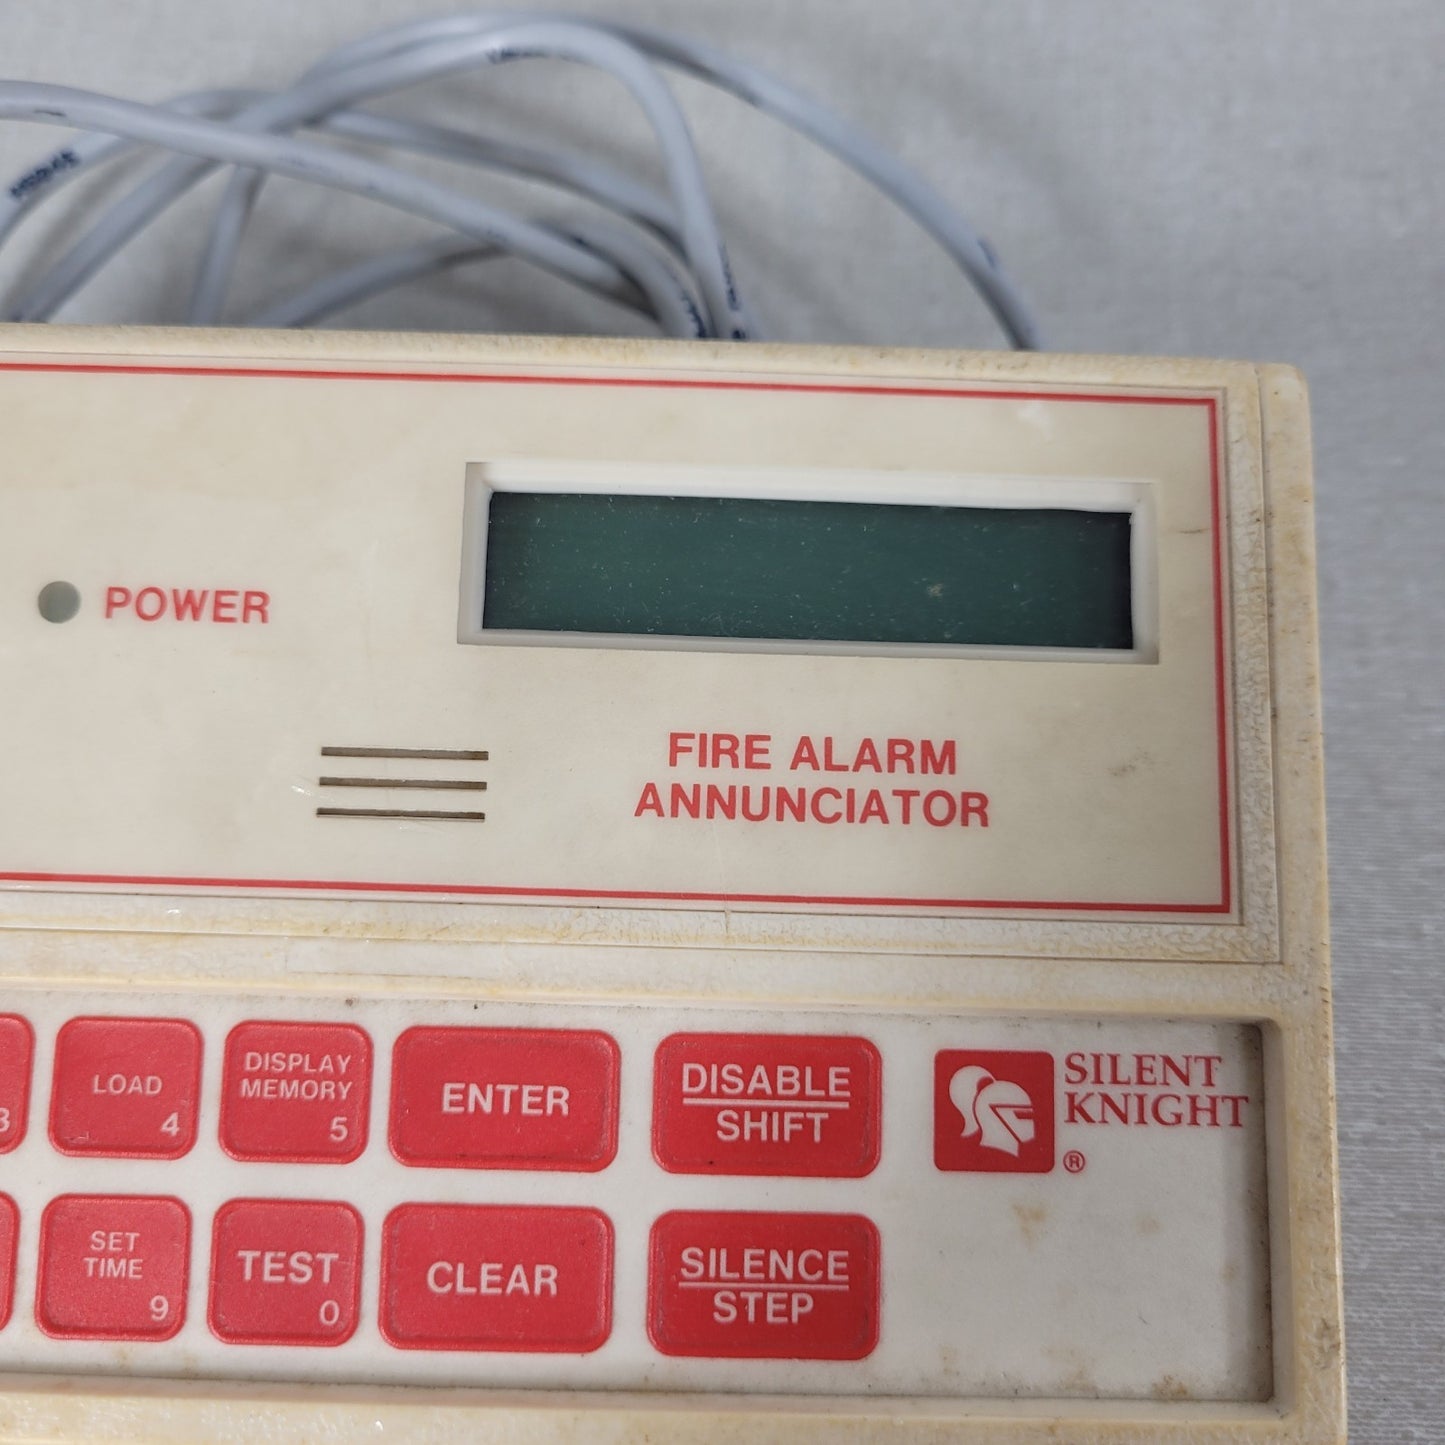 POWER
FIRE ALARM
ANNUNCIATOR
3
LOAD
4
DISPLAY
MEMORY
5
ENTER
DISABLE
SHIFT
SILENT
KNIGHT
®
SET
TIME
9
TEST
0
CLEAR
SILENCE
STEP